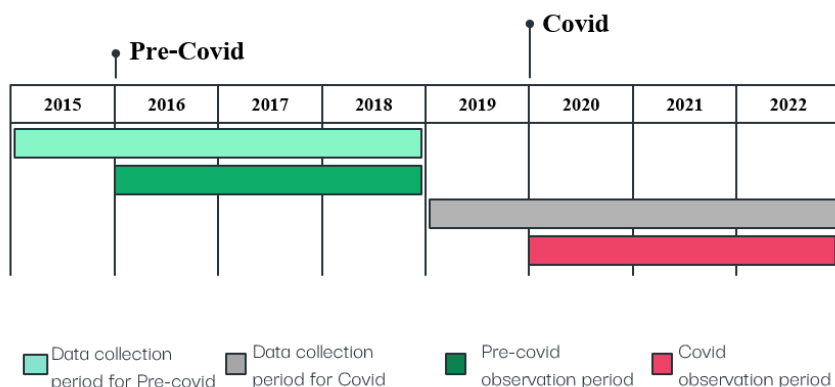 Covid
Pre-Covid
2015 2016 2017 2018 2019 2020 2021 2022
Data collection
period for Pre-covid
Data collection
period for Covid
Pre-covid
observation period
Covid
observation period